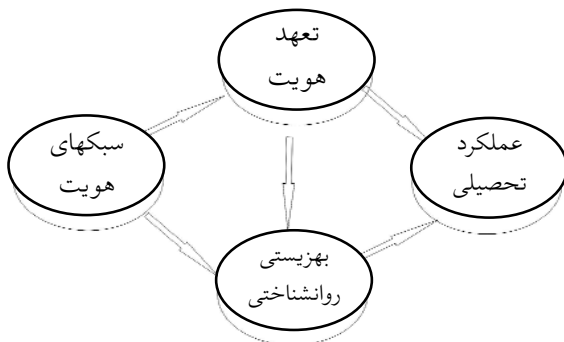 تعهد
هویت
سبکهای
هویت
عملکرد
تحصیلی
بهزیستی
روانشناختی